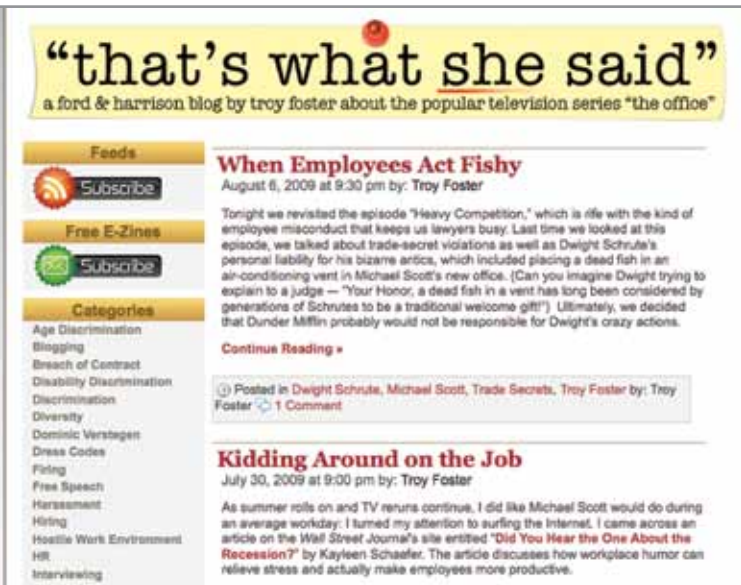 “that’s what she said”
a ford & harrison blog by troy foster about the popular television series “the office”
Feeds
Subscribe
Free E-Zines
Subscribe
Categories
Age Discrimination
Blogging
Breach of Contract
Disability Discrimination
Discrimination
Diversity
Dominic Verstegen
Dress Codes
Firing
Free Speech
Harassment
Hiring
Hostile Work Environment
HR
Interviewing
When Employees Act Fishy
August 6, 2009 at 9:30 pm by: Troy Foster
Tonight we revisited the episode "Heavy Competition," which is rife with the kind of
employee misconduct that keeps us lawyers busy. Last time we looked at this
episode, we talked about trade-secret violations as well as Dwight Schrute's
personal liability for his bizarre antics, which included placing a dead fish in an
air-conditioning vent in Michael Scott's new office. (Can you imagine Dwight trying to
explain to a judge — "Your Honor, a dead fish in a vent has long been considered by
generations of Schrutes to be a traditional welcome gift!") Ultimately, we decided
that Dunder Mifflin probably would not be responsible for Dwight's crazy actions.
Continue Reading »
Posted in Dwight Schrute, Michael Scott, Trade Secrets, Troy Foster by: Troy
Foster 1 Comment
Kidding Around on the Job
July 30, 2009 at 9:00 pm by: Troy Foster
As summer rolls on and TV reruns continue, I did like Michael Scott would do during
an average workday: I turned my attention to surfing the Internet. I came across an
article on the Wall Street Journal's site entitled "Did You Hear the One About the
Recession?" by Kayleen Schaefer. The article discusses how workplace humor can
relieve stress and actually make employees more productive.